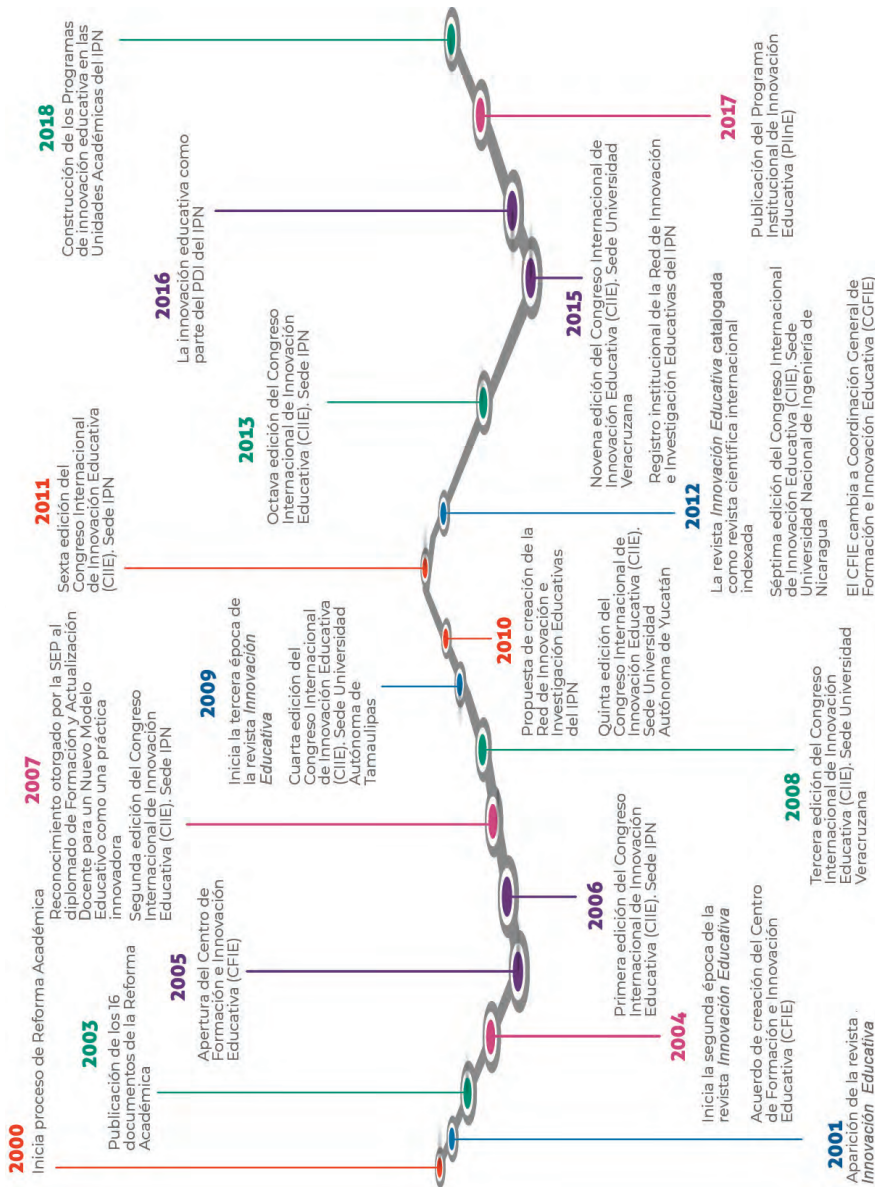 2000
Inicia proceso de Reforma Académica
2001
Aparición de la revista
Innovación Educativa
2003
Publicación de los 16
documentos de la Reforma
Académica
2004
Inicia la segunda época de la
revista Innovación Educativa
Acuerdo de creación del Centro
de Formación e Innovación
Educativa (CFIE)
2005
Apertura del Centro de
Formación e Innovación
Educativa (CFIE)
2006
Primera edición del Congreso
Internacional de Innovación
Educativa (CIIE). Sede IPN
2007
Reconocimiento otorgado por la SEP al
diplomado de Formación y Actualización
Docente para un Nuevo Modelo
Educativo como una práctica
innovadora
Segunda edición del Congreso
Internacional de Innovación
Educativa (CIIE). Sede IPN
2008
Tercera edición del Congreso
Internacional de Innovación
Educativa (CIIE). Sede Universidad
Veracruzana
2009
Inicia la tercera época de
la revista Innovación
Educativa
Cuarta edición del
Congreso Internacional
de Innovación Educativa
(CIIE). Sede Universidad
Autónoma de
Tamaulipas
2010
Propuesta de creación de la
Red de Innovación e
Investigación Educativas
del IPN
Quinta edición del
Congreso Internacional de
Innovación Educativa (CIIE).
Sede Universidad
Autónoma de Yucatán
2011
Sexta edición del
Congreso Internacional
de Innovación Educativa
(CIIE). Sede IPN
2012
La revista Innovación Educativa catalogada
como revista científica internacional
indexada
Séptima edición del Congreso Internacional
de Innovación Educativa (CIIE). Sede
Universidad Nacional de Ingeniería de
Nicaragua
El CFIE cambia a Coordinación General de
Formación e Innovación Educativa (CGFIE)
2013
Octava edición del Congreso
Internacional de Innovación
Educativa (CIIE). Sede IPN
2015
Novena edición del Congreso Internacional de
Innovación Educativa (CIIE). Sede Universidad
Veracruzana
Registro institucional de la Red de Innovación
e Investigación Educativas del IPN
2016
La innovación educativa como
parte del PDI del IPN
2017
Publicación del Programa
Institucional de Innovación
Educativa (PIInE)
2018
Construcción de los Programas
de innovación educativa en las
Unidades Académicas del IPN